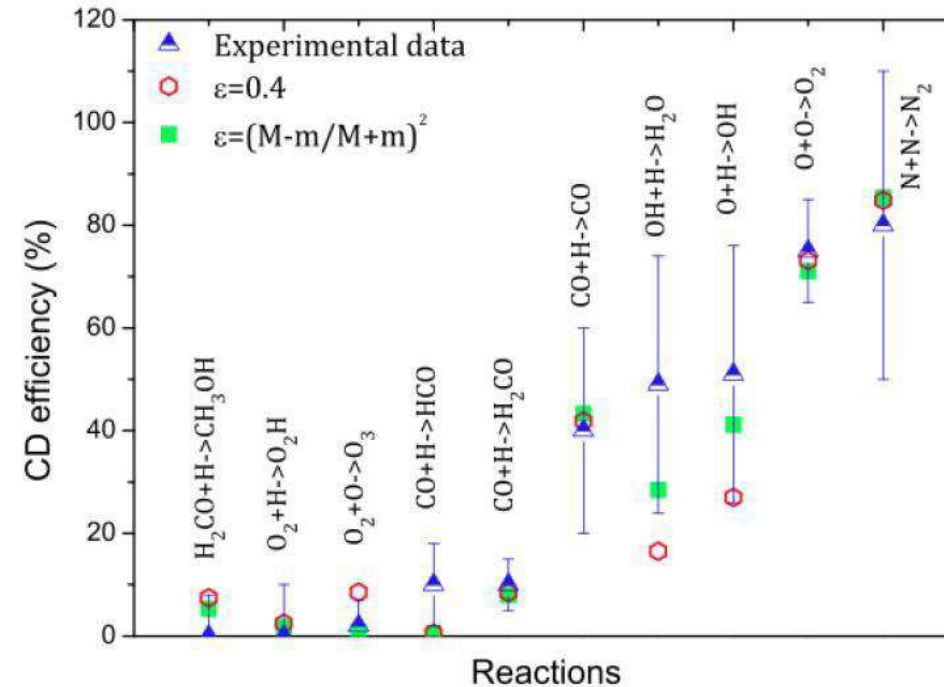 120
100
80
60
40
20
0
CD efficiency (%)
Experimental data
ε=0.4
ε=(M-m/M+m)²
H₂CO+H->CH₃OH
O₂+H->O₂H
O₂+O->O₃
CO+H->HCO
CO+H->H₂CO
CO+H->CO
OH+H->H₂O
O+H->OH
O+O->O₂
N+N->N₂
Reactions